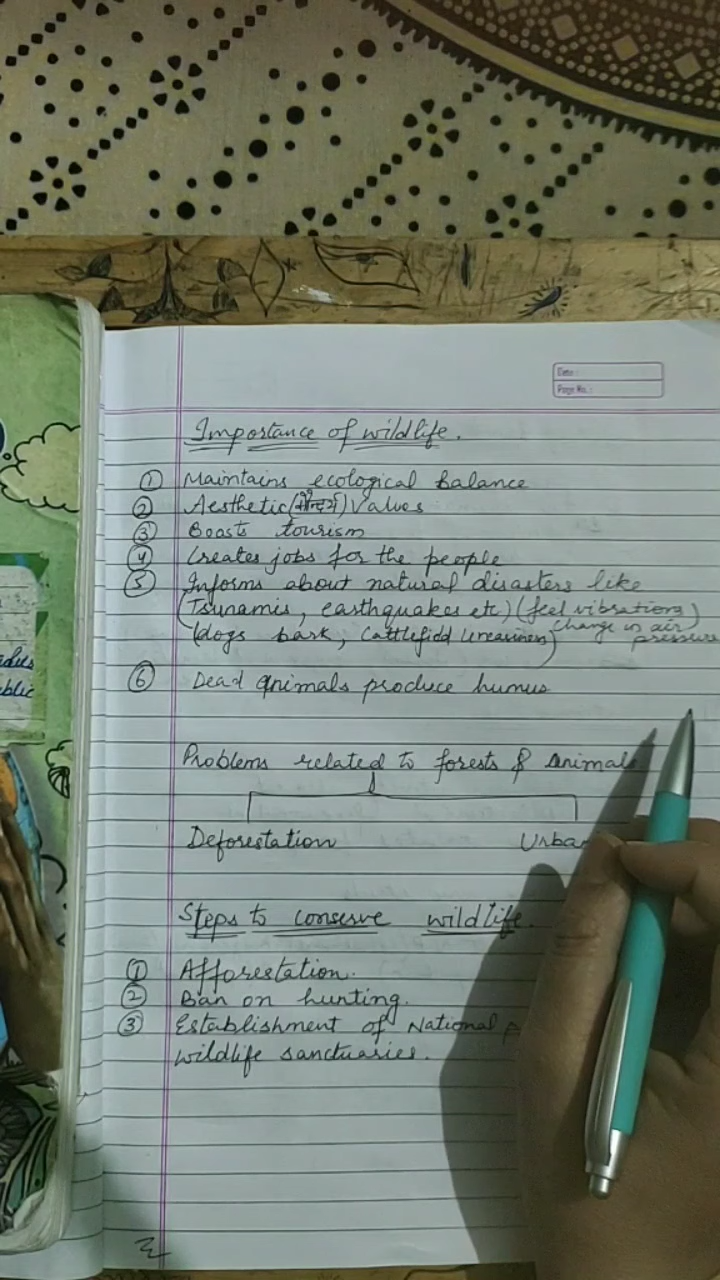 Date :
Page No. :
Importance of wildlife.
① Maintains ecological balance
② Aesthetic (सौन्दर्य) Values
③ Boosts tourism
④ Creates jobs for the people
⑤ Informs about natural disasters like
(Tsunamis, earthquakes etc) (feel vibrations)
(dogs bark, Cattlefeld Uneasiness) change in air pressure
⑥ Dead animals produce humus
Problems related to forests & animals
Deforestation Urba
Steps to conserve wildlife.
① Afforestation.
② Ban on hunting.
③ Establishment of National p
wildlife sanctuaries.